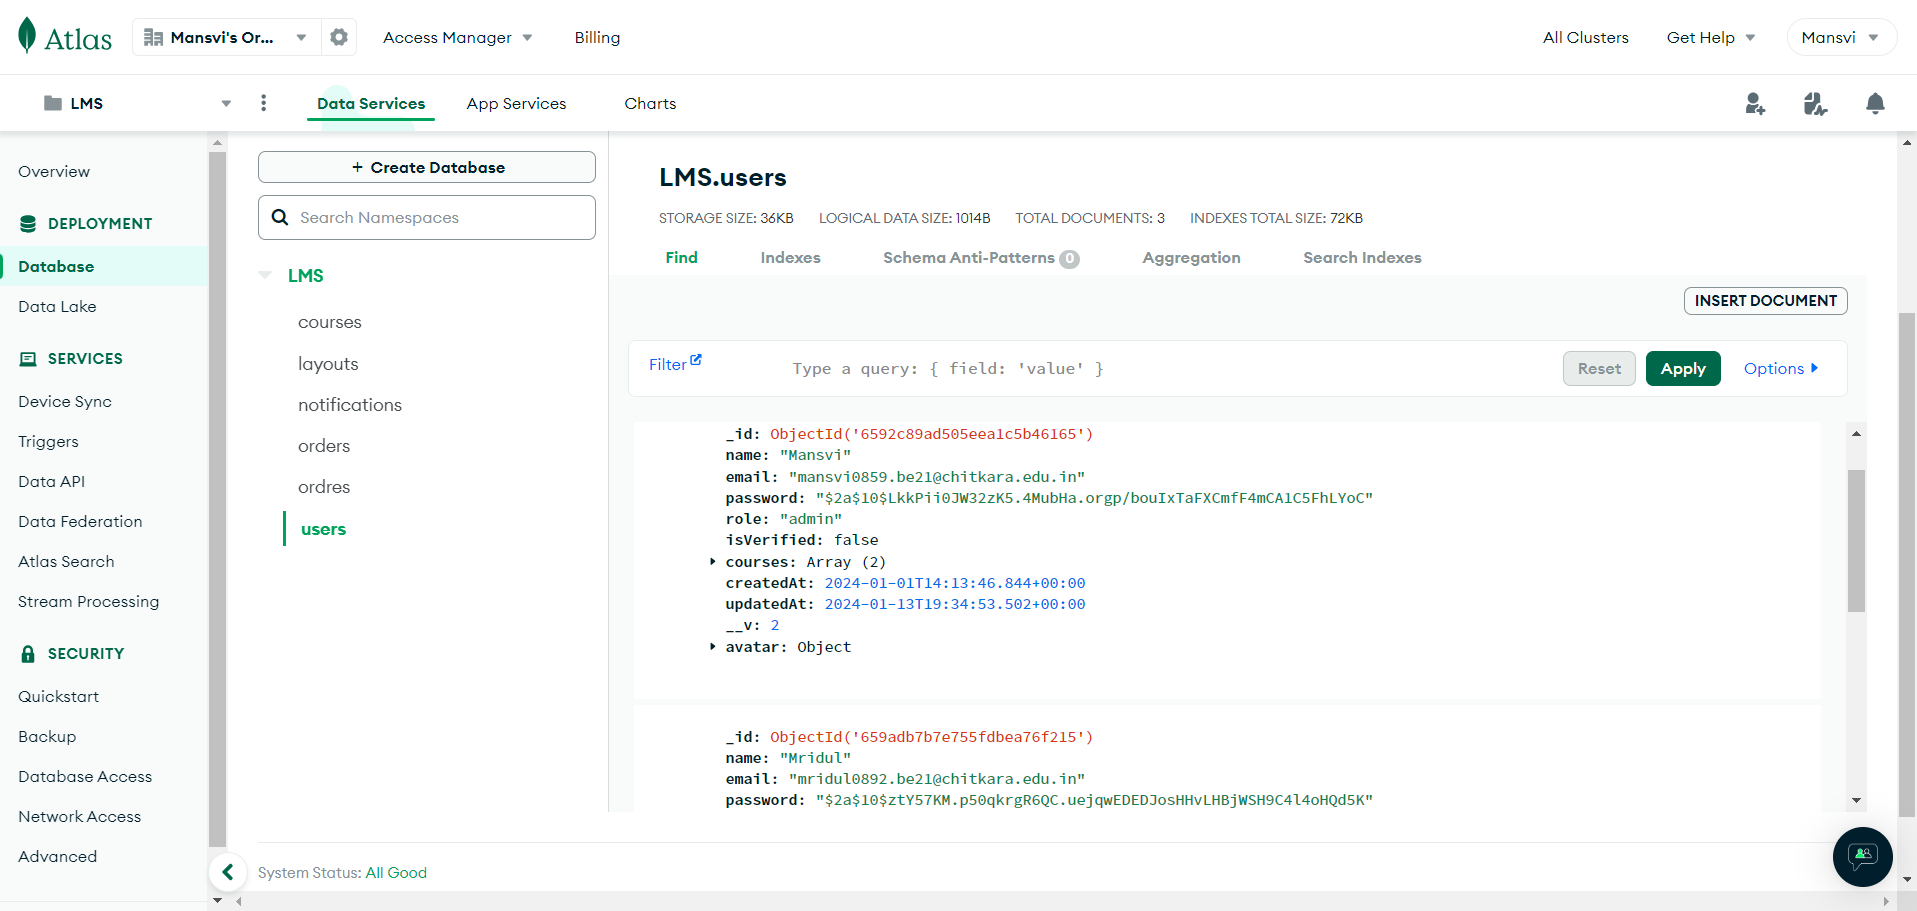 Atlas
Mansvi's Or...
Access Manager
Billing
All Clusters
Get Help
Mansvi
LMS
Data Services
App Services
Charts
Overview
DEPLOYMENT
Database
Data Lake
SERVICES
Device Sync
Triggers
Data API
Data Federation
Atlas Search
Stream Processing
SECURITY
Quickstart
Backup
Database Access
Network Access
Advanced
+ Create Database
Search Namespaces
LMS
courses
layouts
notifications
orders
ordres
users
LMS.users
STORAGE SIZE: 36KB LOGICAL DATA SIZE: 1014B TOTAL DOCUMENTS: 3 INDEXES TOTAL SIZE: 72KB
Find Indexes Schema Anti-Patterns 0 Aggregation Search Indexes
INSERT DOCUMENT
Filter Type a query: { field: 'value' } Reset Apply Options
_id: ObjectId('6592c89ad505eea1c5b46165')
name: "Mansvi"
email: "mansvi0859.be21@chitkara.edu.in"
password: "$2a$10$LkkPii0JW32zK5.4MubHa.orgp/bouIxTaFXCmfF4mCA1C5FhLYoC"
role: "admin"
isVerified: false
courses: Array (2)
createdAt: 2024-01-01T14:13:46.844+00:00
updatedAt: 2024-01-13T19:34:53.502+00:00
__v: 2
avatar: Object
_id: ObjectId('659adb7b7e755fdbea76f215')
name: "Mridul"
email: "mridul0892.be21@chitkara.edu.in"
password: "$2a$10$ztY57KM.p50qkrgR6QC.uejqwEDEDJosHHvLHBjWSH9C4l4oHQd5K"
System Status: All Good